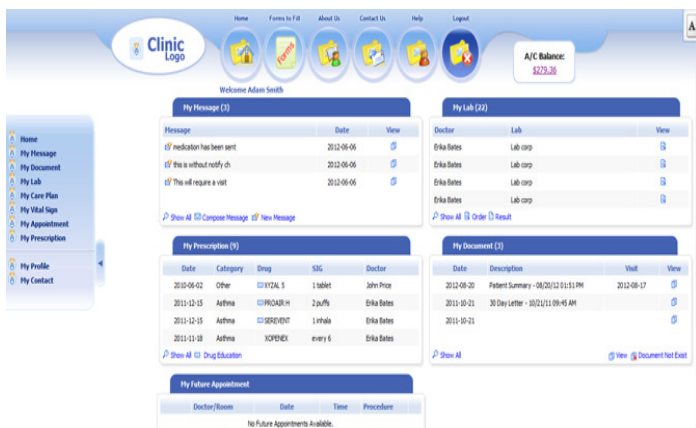 Home Forms to Fill About Us Contact Us Help Logout
A
Clinic
Logo
Forms
A/C Balance:
$279.36
Welcome Adam Smith
Home
My Message
My Document
My Lab
My Care Plan
My Vital Sign
My Appointment
My Prescription
My Profile
My Contact
My Message (3)
Message Date View
medication has been sent 2012-06-06
this is without notify ch 2012-06-06
This will require a visit 2012-06-06
Show All Compose Message New Message
My Lab (22)
Doctor Lab View
Erika Bates Lab corp
Erika Bates Lab corp
Erika Bates Lab corp
Erika Bates Lab corp
Show All Order Result
My Prescription (9)
Date Category Drug SIG Doctor
2010-06-02 Other XYZAL 5 1 tablet John Price
2011-12-15 Asthma PROAIR H 2 puffs Erika Bates
2011-12-15 Asthma SEREVENT 1 inhala Erika Bates
2011-11-18 Asthma XOPENEX every 6 Erika Bates
Show All Drug Education
My Document (3)
Date Description Visit View
2012-08-20 Patient Summary - 08/20/12 01:51 PM 2012-08-17
2011-10-21 30 Day Letter - 10/21/11 09:45 AM
2011-10-21
Show All View Document Not Exist
My Future Appointment
Doctor/Room Date Time Procedure
No Future Appointments Available.